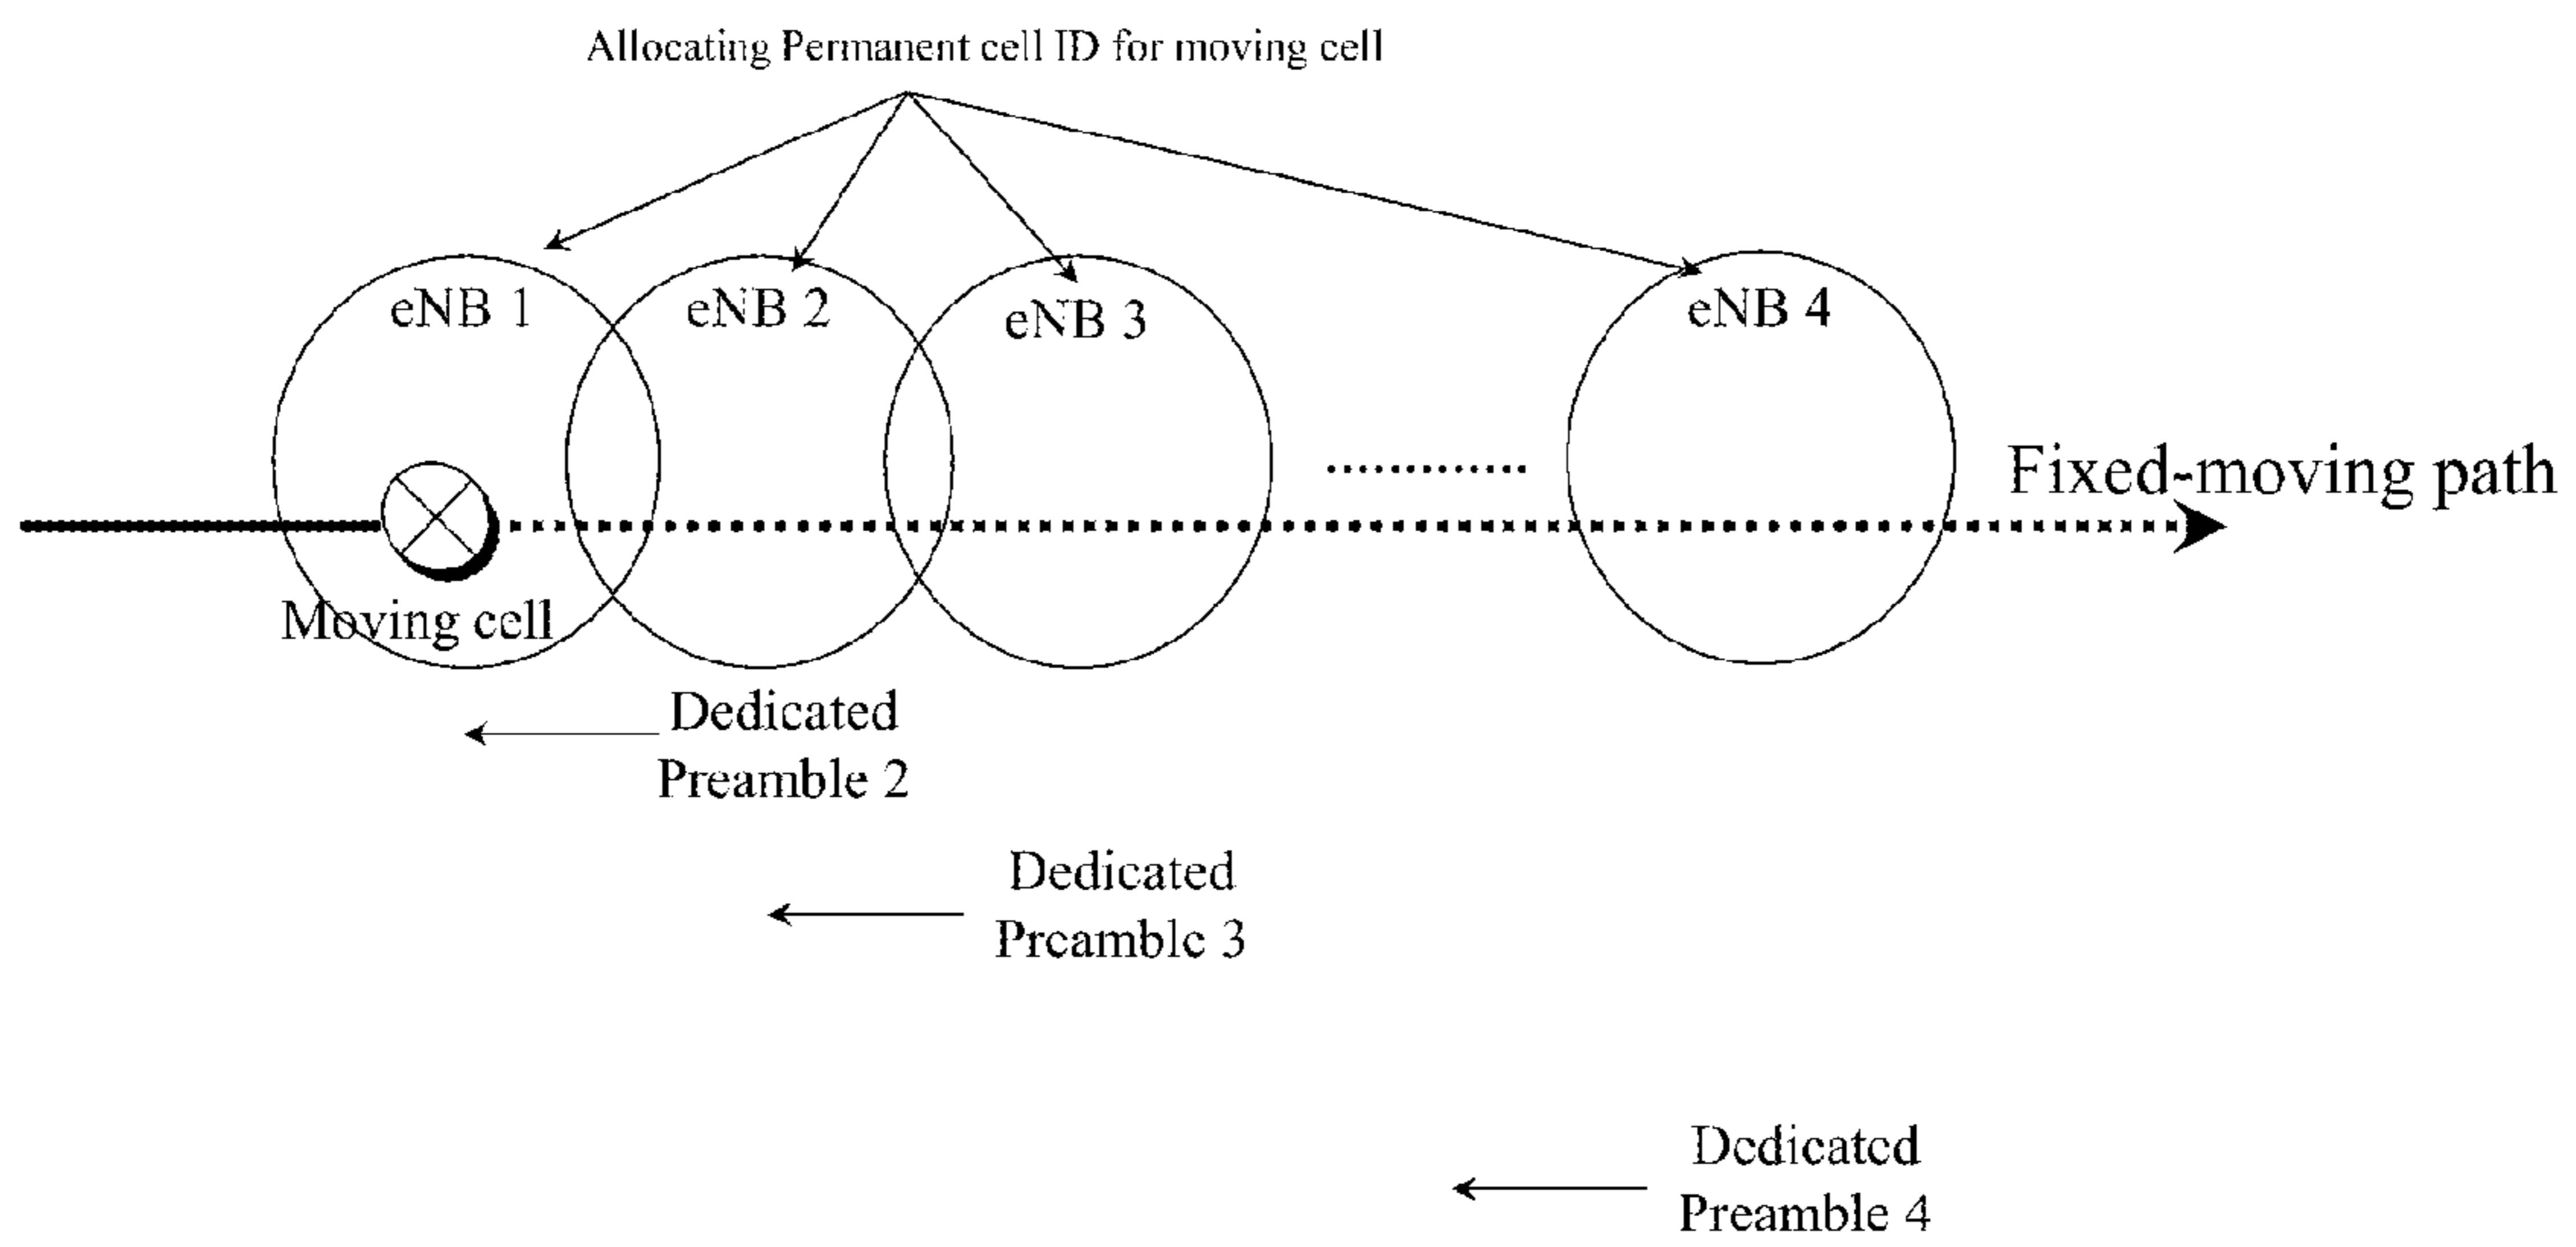 Allocating Permanent cell ID for moving cell
eNB 1
eNB 2
eNB 3
eNB 4
Fixed-moving path
Moving cell
Dedicated
Preamble 2
Dedicated
Preamble 3
Dedicated
Preamble 4